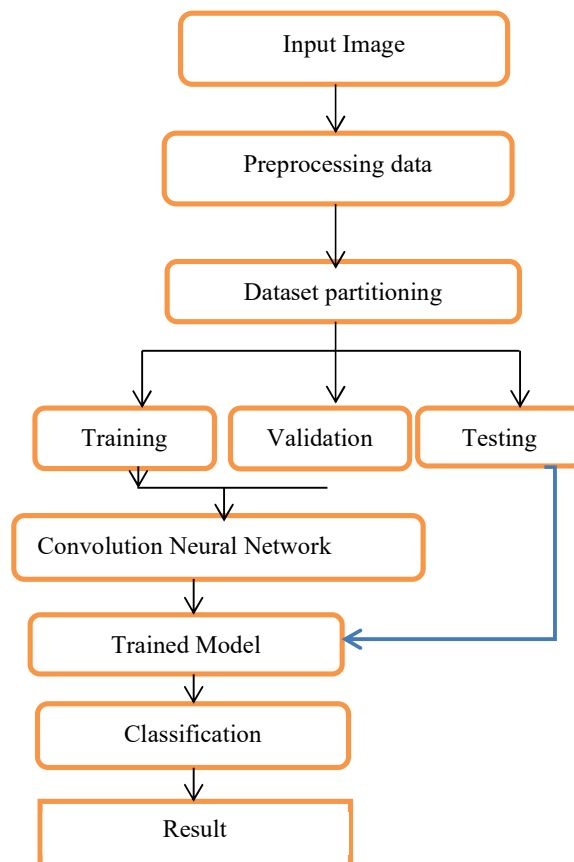 Input Image
Preprocessing data
Dataset partitioning
Training
Validation
Testing
Convolution Neural Network
Trained Model
Classification
Result